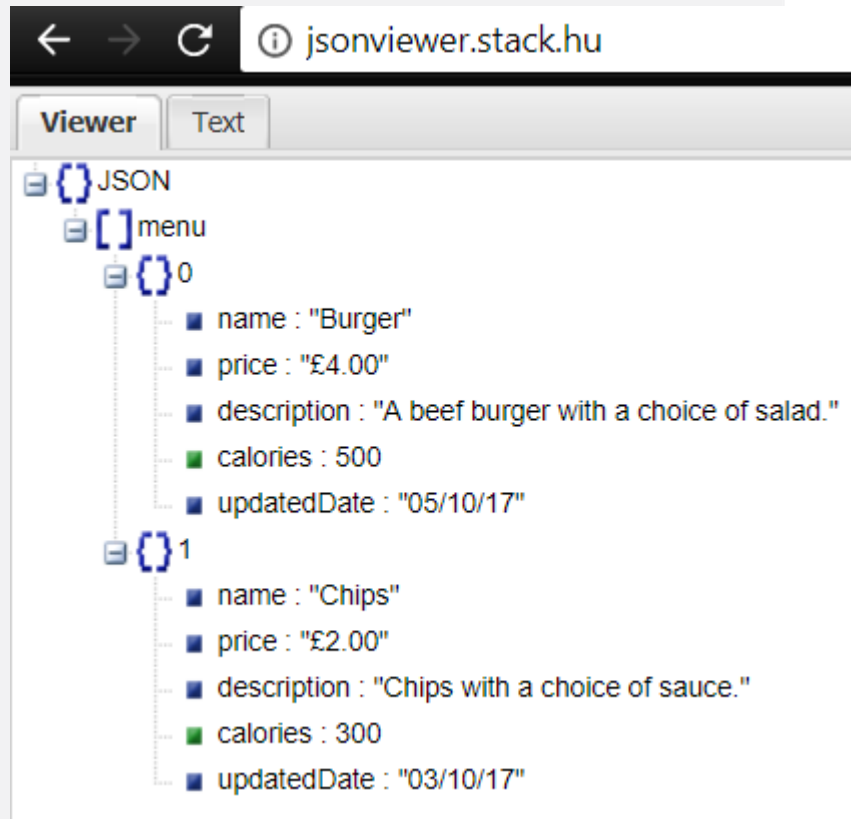 jsonviewer.stack.hu
Viewer Text
{} JSON
[ ] menu
{} 0
name : "Burger"
price : "£4.00"
description : "A beef burger with a choice of salad."
calories : 500
updatedDate : "05/10/17"
{} 1
name : "Chips"
price : "£2.00"
description : "Chips with a choice of sauce."
calories : 300
updatedDate : "03/10/17"